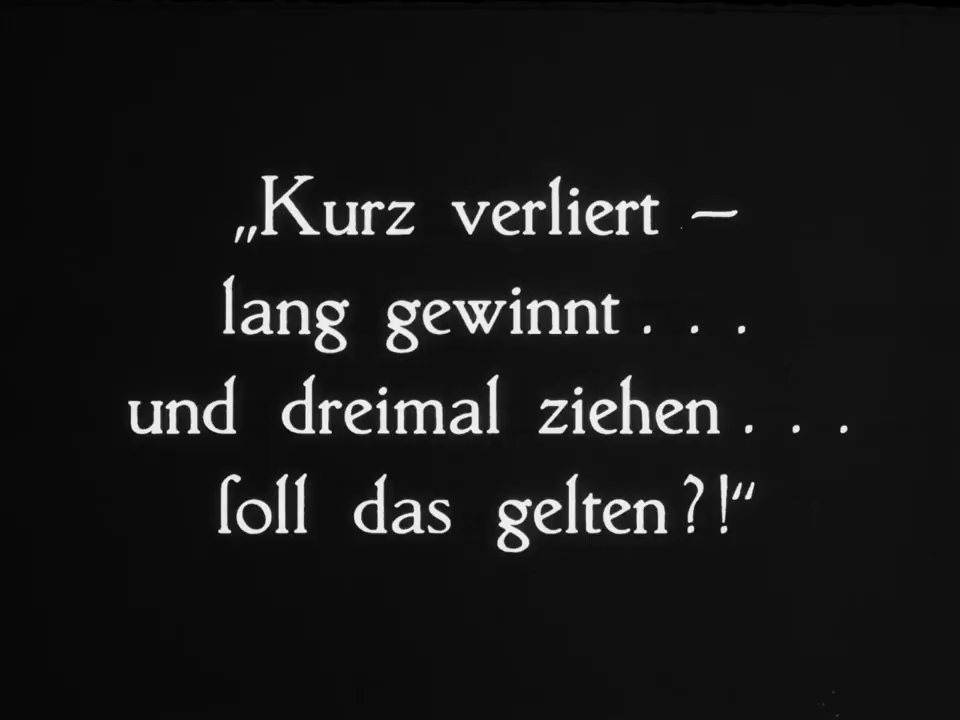 „Kurz verliert —
lang gewinnt . . .
und dreimal ziehen . . .
ſoll das gelten?!“